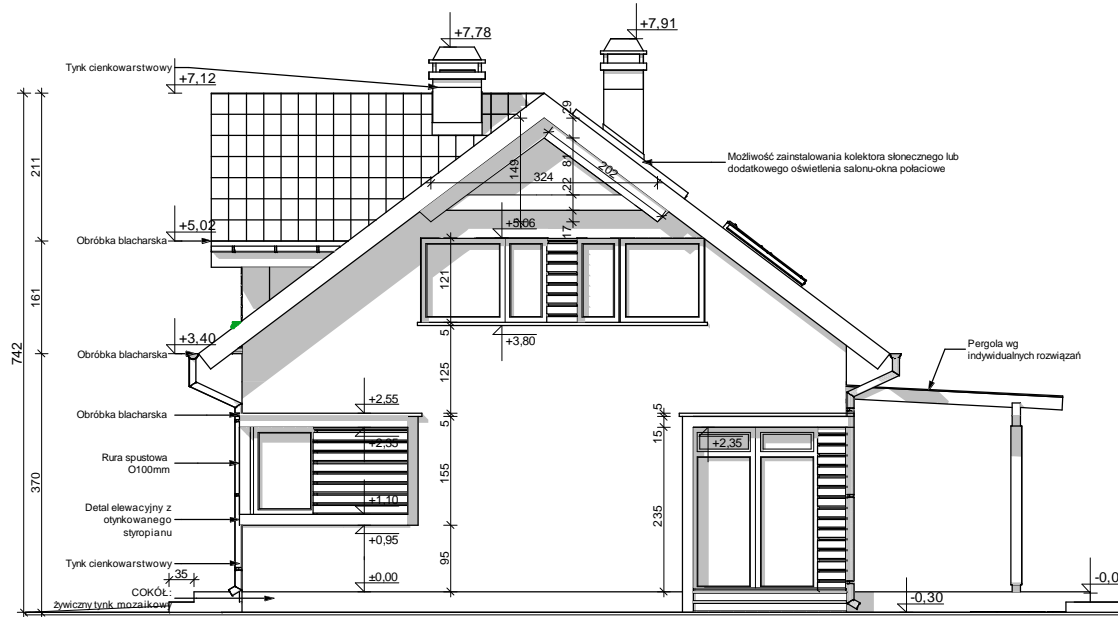 +7,78
+7,91
Tynk cienkowarstwowy
+7,12
29
211
149
81
324
202
22
Możliwość zainstalowania kolektora słonecznego lub
dodatkowego oświetlenia salonu-okna połaciowe
+5,02
Obróbka blacharska
+5,06
17
121
161
742
+3,40
Obróbka blacharska
5
+3,80
Pergola wg
indywidualnych rozwiązań
125
+2,55
Obróbka blacharska
5
5
+2,35
15
+2,35
Rura spustowa
O100mm
370
155
+1,10
Detal elewacyjny z
otynkowanego
styropianu
235
+0,95
Tynk cienkowarstwowy
95
35
±0,00
COKÓŁ:
żywiczny tynk mozaikowy
-0,30